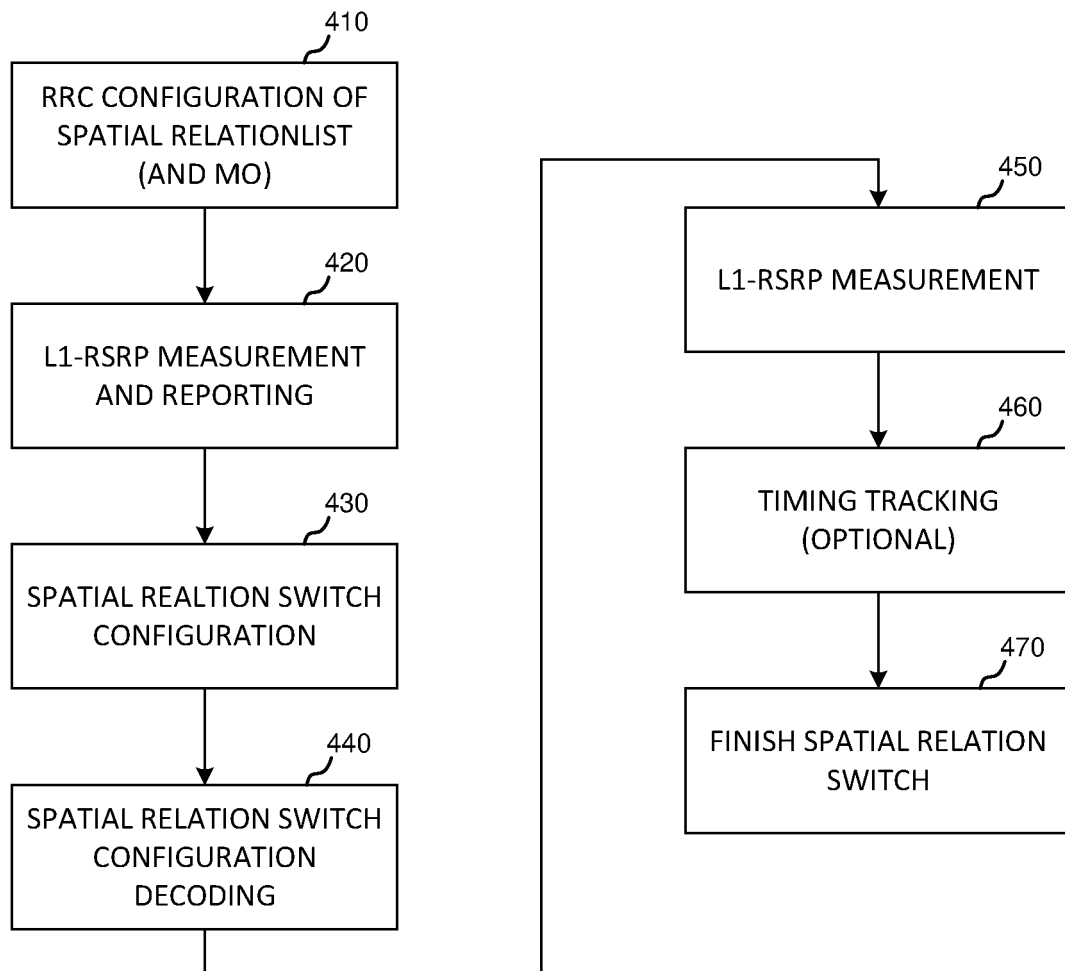 410
RRC CONFIGURATION OF
SPATIAL RELATIONLIST
(AND MO)
420
L1-RSRP MEASUREMENT
AND REPORTING
430
SPATIAL REALTION SWITCH
CONFIGURATION
440
SPATIAL RELATION SWITCH
CONFIGURATION
DECODING
450
L1-RSRP MEASUREMENT
460
TIMING TRACKING
(OPTIONAL)
470
FINISH SPATIAL RELATION
SWITCH